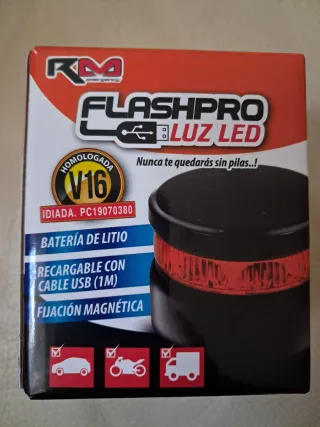 RM
emergency
FLASHPRO
LUZ LED
Nunca te quedarás sin pilas..!
HOMOLOGADA
V16
IDIADA. PC19070380
BATERÍA DE LITIO
RECARGABLE CON
CABLE USB (1M)
FIJACIÓN MAGNÉTICA